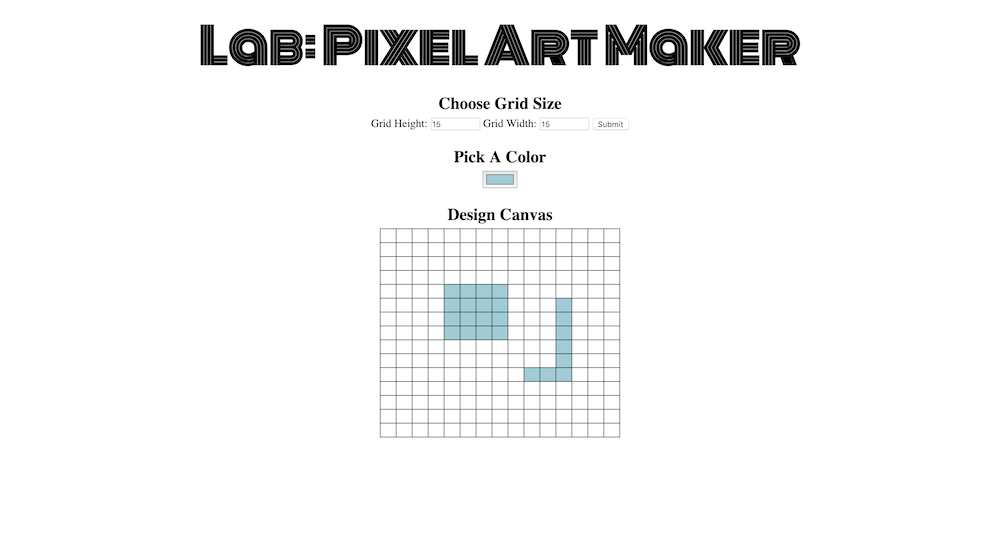 Lab: Pixel Art Maker
Choose Grid Size
Grid Height: 15 Grid Width: 15 Submit
Pick A Color
Design Canvas